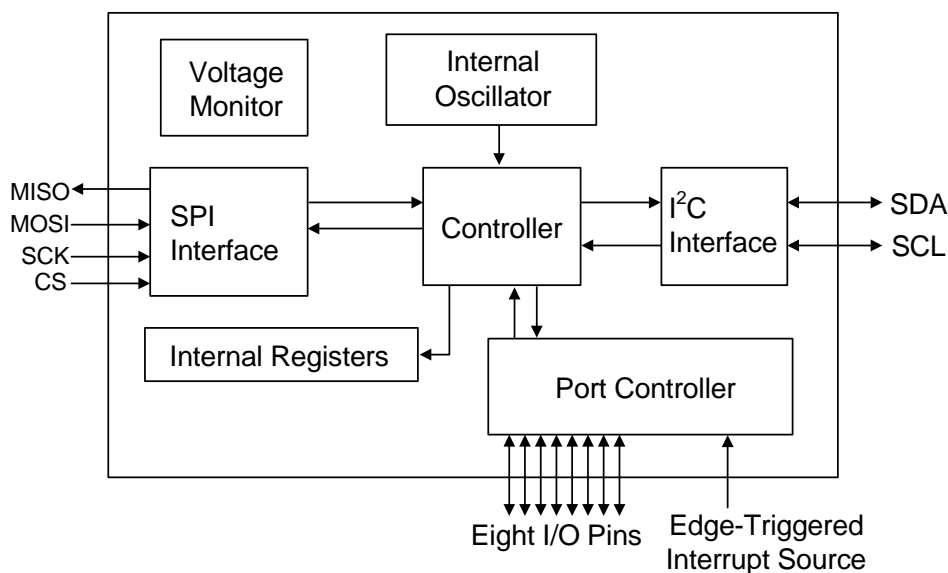 Voltage
Monitor
Internal
Oscillator
MISO
MOSI
SCK
CS
SPI
Interface
Controller
I²C
Interface
SDA
SCL
Internal Registers
Port Controller
Eight I/O Pins
Edge-Triggered
Interrupt Source